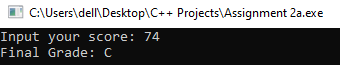 C:\Users\dell\Desktop\C++ Projects\Assignment 2a.exe
Input your score: 74
Final Grade: C